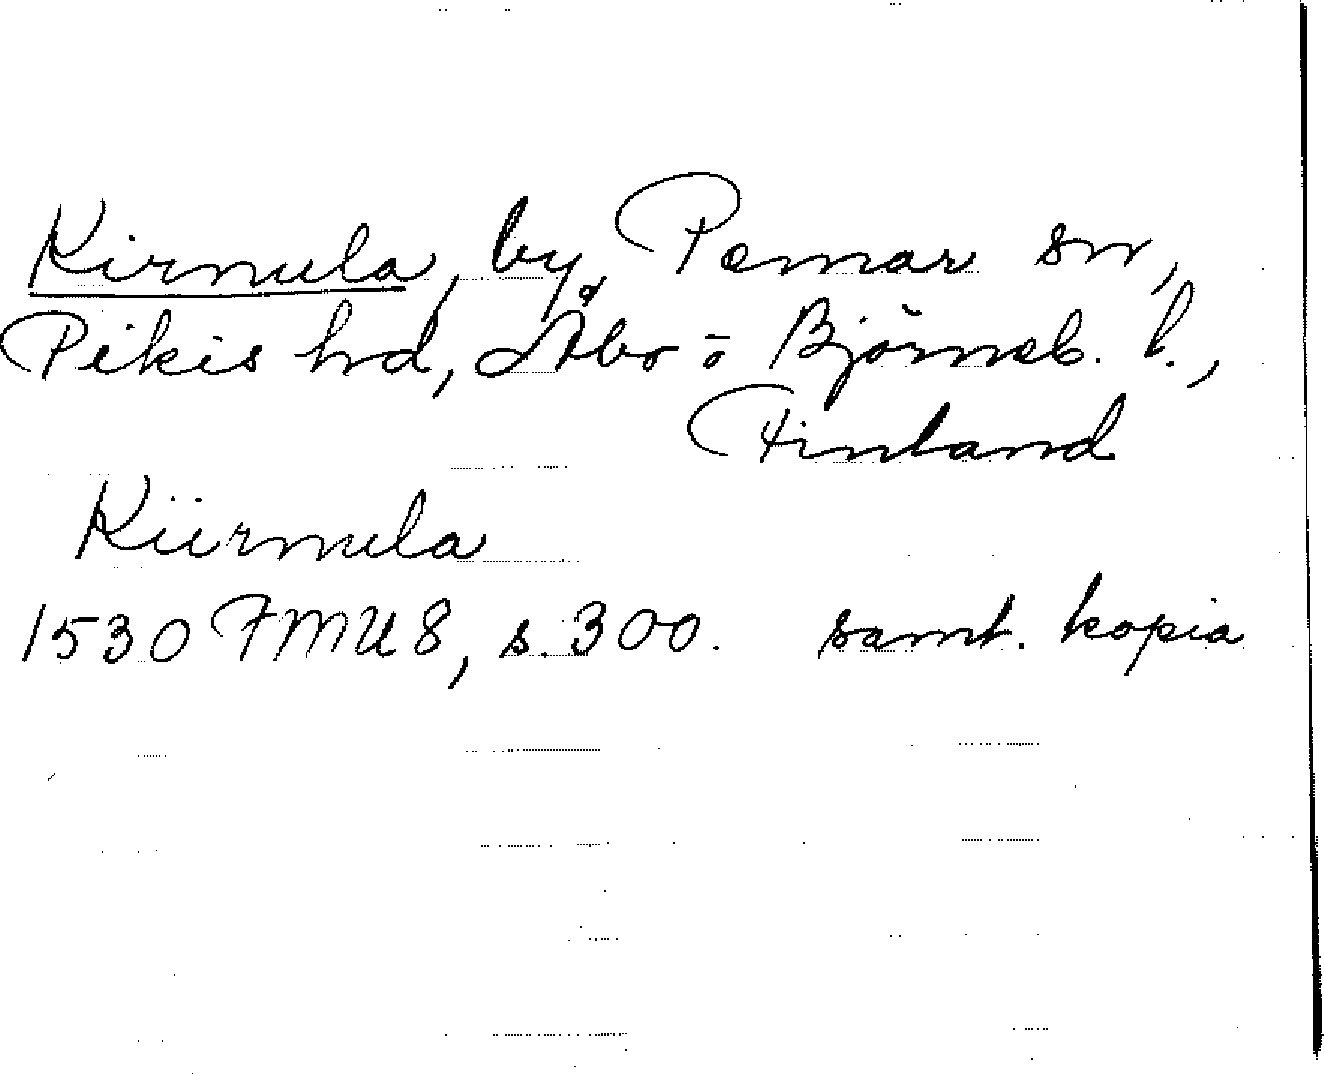 Kirmula, by, Pemar sn,
Pikis hd, Åbo - o Björneb. l.,
Finland
Kiirmula
1530 FMU 8, s. 300. samt. kopia